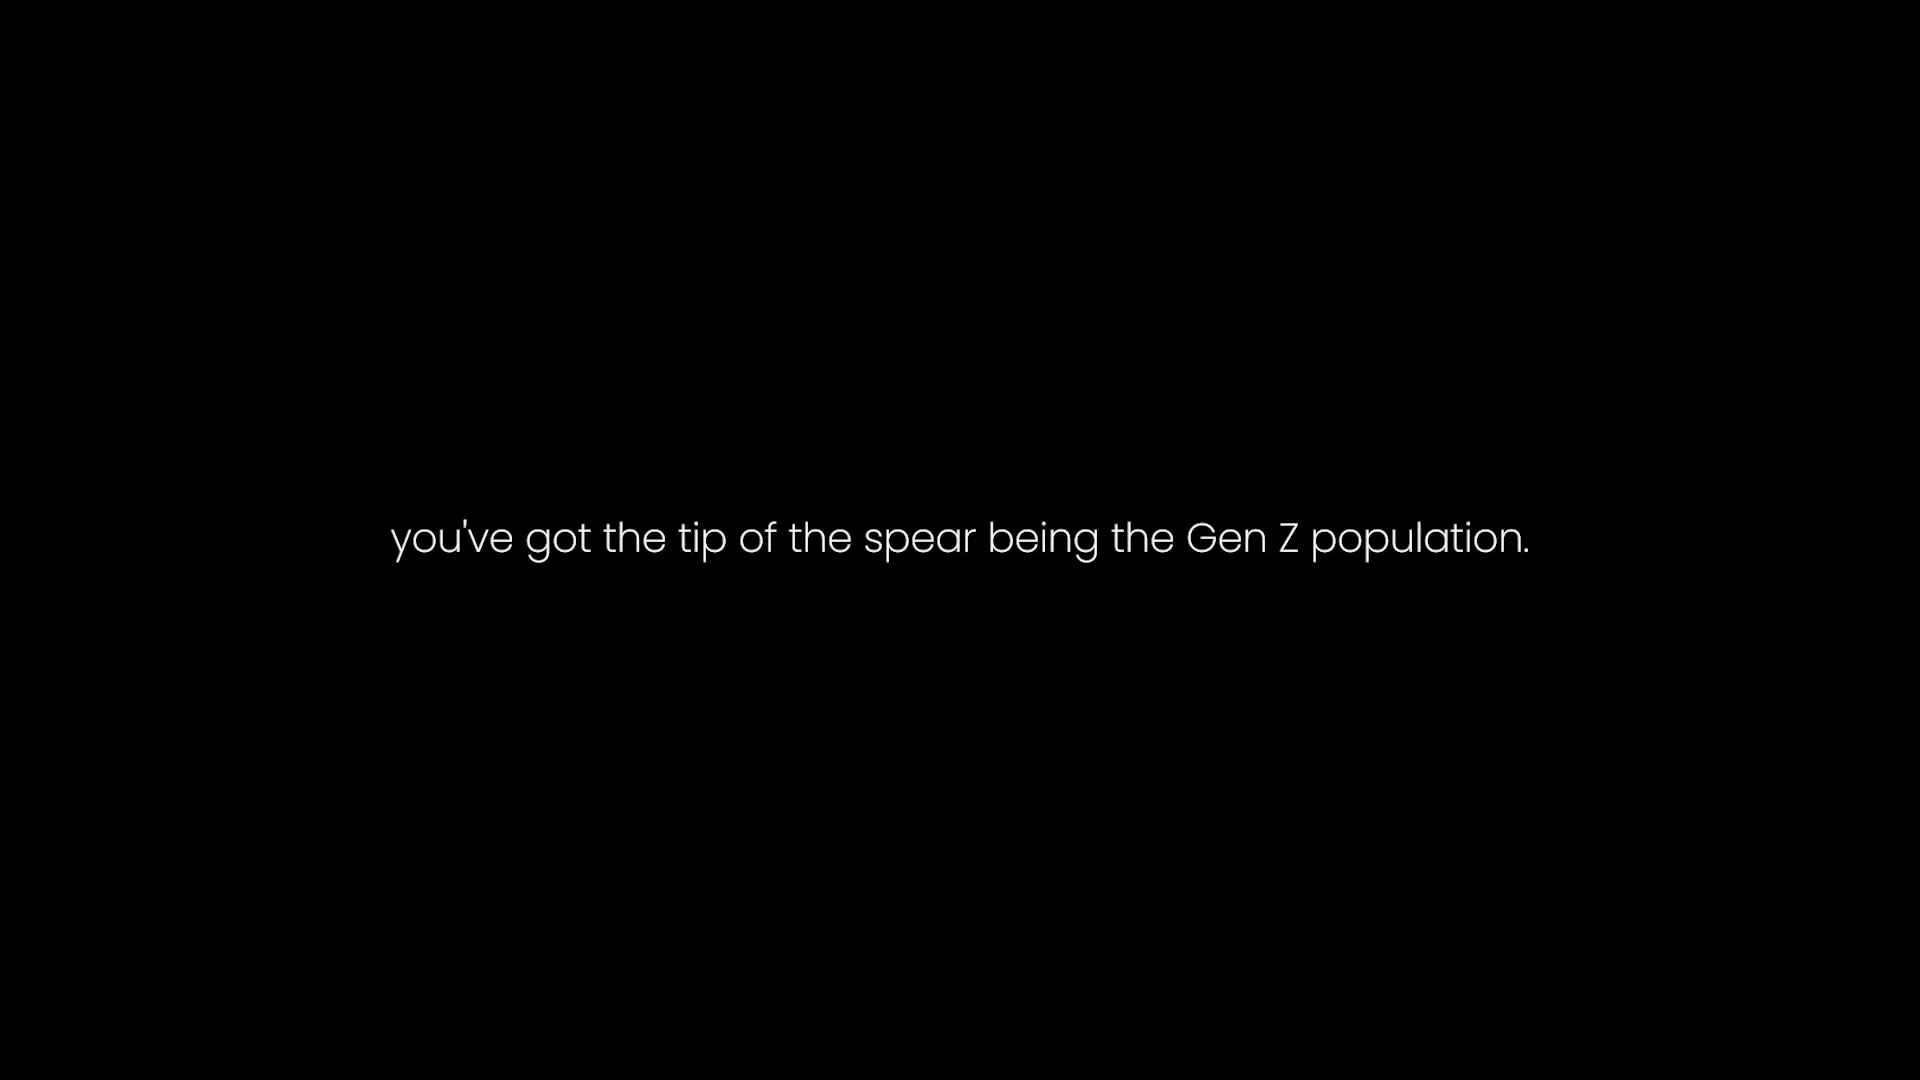 you've got the tip of the spear being the Gen Z population.